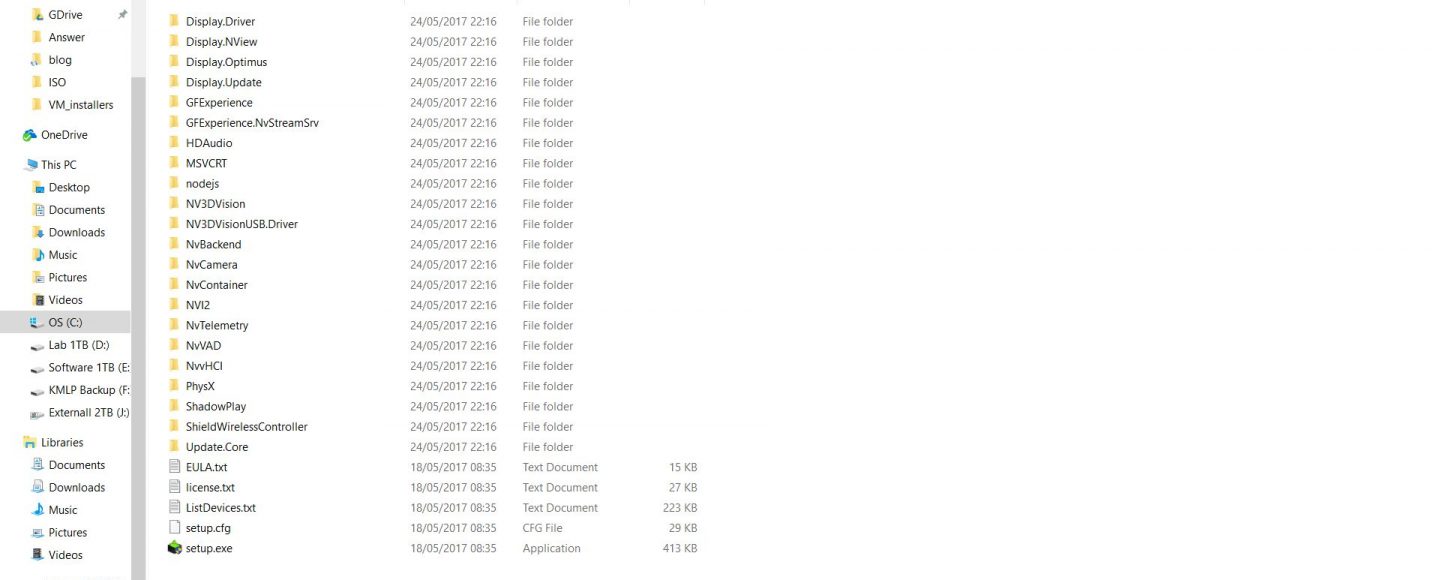 GDrive
Answer
blog
ISO
VM_installers
OneDrive
This PC
Desktop
Documents
Downloads
Music
Pictures
Videos
OS (C:)
Lab 1TB (D:)
Software 1TB (E:
KMLP Backup (F:
Externall 2TB (J:)
Libraries
Documents
Downloads
Music
Pictures
Videos
Display.Driver 24/05/2017 22:16 File folder
Display.NView 24/05/2017 22:16 File folder
Display.Optimus 24/05/2017 22:16 File folder
Display.Update 24/05/2017 22:16 File folder
GFExperience 24/05/2017 22:16 File folder
GFExperience.NvStreamSrv 24/05/2017 22:16 File folder
HDAudio 24/05/2017 22:16 File folder
MSVCRT 24/05/2017 22:16 File folder
nodejs 24/05/2017 22:16 File folder
NV3DVision 24/05/2017 22:16 File folder
NV3DVisionUSB.Driver 24/05/2017 22:16 File folder
NvBackend 24/05/2017 22:16 File folder
NvCamera 24/05/2017 22:16 File folder
NvContainer 24/05/2017 22:16 File folder
NVI2 24/05/2017 22:16 File folder
NvTelemetry 24/05/2017 22:16 File folder
NvVAD 24/05/2017 22:16 File folder
NvvHCI 24/05/2017 22:16 File folder
PhysX 24/05/2017 22:16 File folder
ShadowPlay 24/05/2017 22:16 File folder
ShieldWirelessController 24/05/2017 22:16 File folder
Update.Core 24/05/2017 22:16 File folder
EULA.txt 18/05/2017 08:35 Text Document 15 KB
license.txt 18/05/2017 08:35 Text Document 27 KB
ListDevices.txt 18/05/2017 08:35 Text Document 223 KB
setup.cfg 18/05/2017 08:35 CFG File 29 KB
setup.exe 18/05/2017 08:35 Application 413 KB